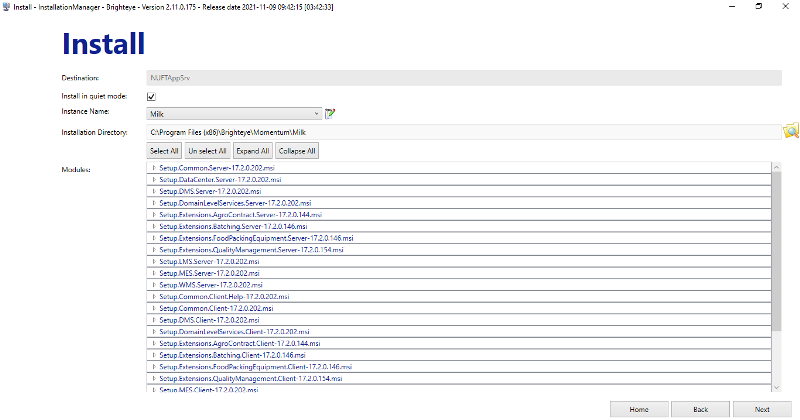 Install - InstallationManager - Brighteye - Version 2.11.0.175 - Release date 2021-11-09 09:42:15 [03:42:33]
Install
Destination: NUFTAppSrv
Install in quiet mode:
Instance Name: Milk
Installation Directory: C:\Program Files (x86)\Brighteye\Momentum\Milk
Select All Un select All Expand All Collapse All
Modules:
Setup.Common.Server-17.2.0.202.msi
Setup.DataCenter.Server-17.2.0.202.msi
Setup.DMS.Server-17.2.0.202.msi
Setup.DomainLevelServices.Server-17.2.0.202.msi
Setup.Extensions.AgroContract.Server-17.2.0.144.msi
Setup.Extensions.Batching.Server-17.2.0.146.msi
Setup.Extensions.FoodPackingEquipment.Server-17.2.0.146.msi
Setup.Extensions.QualityManagement.Server-17.2.0.154.msi
Setup.LMS.Server-17.2.0.202.msi
Setup.MES.Server-17.2.0.202.msi
Setup.WMS.Server-17.2.0.202.msi
Setup.Common.Client.Help-17.2.0.202.msi
Setup.Common.Client-17.2.0.202.msi
Setup.DMS.Client-17.2.0.202.msi
Setup.DomainLevelServices.Client-17.2.0.202.msi
Setup.Extensions.AgroContract.Client-17.2.0.144.msi
Setup.Extensions.Batching.Client-17.2.0.146.msi
Setup.Extensions.FoodPackingEquipment.Client-17.2.0.146.msi
Setup.Extensions.QualityManagement.Client-17.2.0.154.msi
Setup.MES.Client-17.2.0.202.msi
Home Back Next